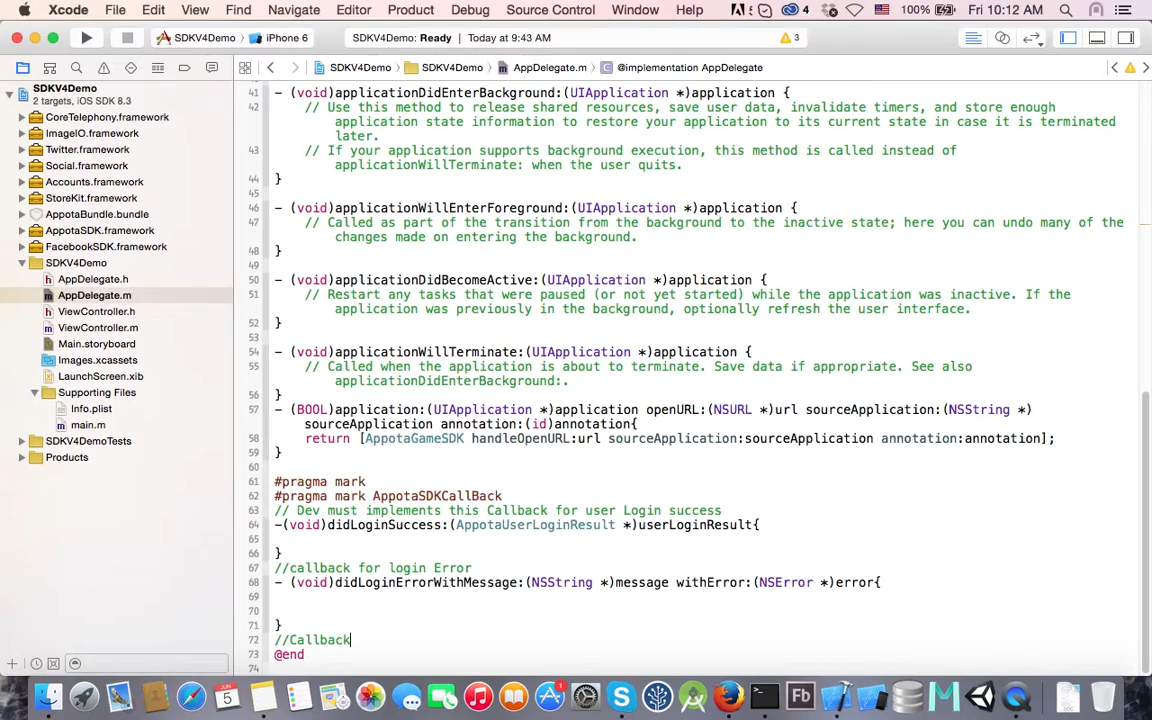 Xcode File Edit View Find Navigate Editor Product Debug Source Control Window Help 4 100% Fri 10:12 AM
SDKV4Demo iPhone 6 SDKV4Demo: Ready | Today at 9:43 AM 3
SDKV4Demo SDKV4Demo AppDelegate.m @implementation AppDelegate
SDKV4Demo
2 targets, iOS SDK 8.3
CoreTelephony.framework
ImageIO.framework
Twitter.framework
Social.framework
Accounts.framework
StoreKit.framework
AppotaBundle.bundle
AppotaSDK.framework
FacebookSDK.framework
SDKV4Demo
AppDelegate.h
AppDelegate.m
ViewController.h
ViewController.m
Main.storyboard
Images.xcassets
LaunchScreen.xib
Supporting Files
Info.plist
main.m
SDKV4DemoTests
Products
41 - (void)applicationDidEnterBackground:(UIApplication *)application {
42 // Use this method to release shared resources, save user data, invalidate timers, and store enough
application state information to restore your application to its current state in case it is terminated
later.
43 // If your application supports background execution, this method is called instead of
applicationWillTerminate: when the user quits.
44 }
45
46 - (void)applicationWillEnterForeground:(UIApplication *)application {
47 // Called as part of the transition from the background to the inactive state; here you can undo many of the
changes made on entering the background.
48 }
49
50 - (void)applicationDidBecomeActive:(UIApplication *)application {
51 // Restart any tasks that were paused (or not yet started) while the application was inactive. If the
application was previously in the background, optionally refresh the user interface.
52 }
53
54 - (void)applicationWillTerminate:(UIApplication *)application {
55 // Called when the application is about to terminate. Save data if appropriate. See also
applicationDidEnterBackground:.
56 }
57 - (BOOL)application:(UIApplication *)application openURL:(NSURL *)url sourceApplication:(NSString *)
sourceApplication annotation:(id)annotation{
58 return [AppotaGameSDK handleOpenURL:url sourceApplication:sourceApplication annotation:annotation];
59 }
60
61 #pragma mark
62 #pragma mark AppotaSDKCallBack
63 // Dev must implements this Callback for user Login success
64 -(void)didLoginSuccess:(AppotaUserLoginResult *)userLoginResult{
65
66 }
67 //callback for login Error
68 - (void)didLoginErrorWithMessage:(NSString *)message withError:(NSError *)error{
69
70
71 }
72 //Callback
73 @end
74
5
1
Fb
DOC